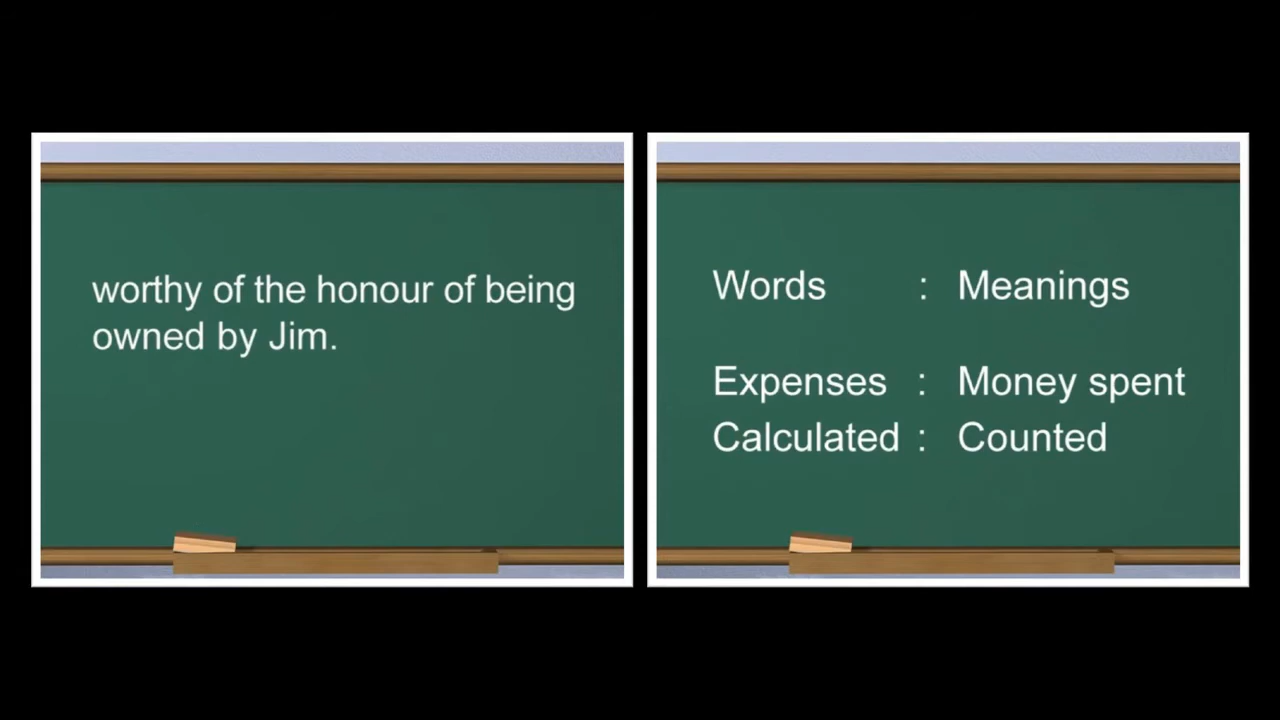 worthy of the honour of being
owned by Jim.
Words : Meanings
Expenses : Money spent
Calculated : Counted